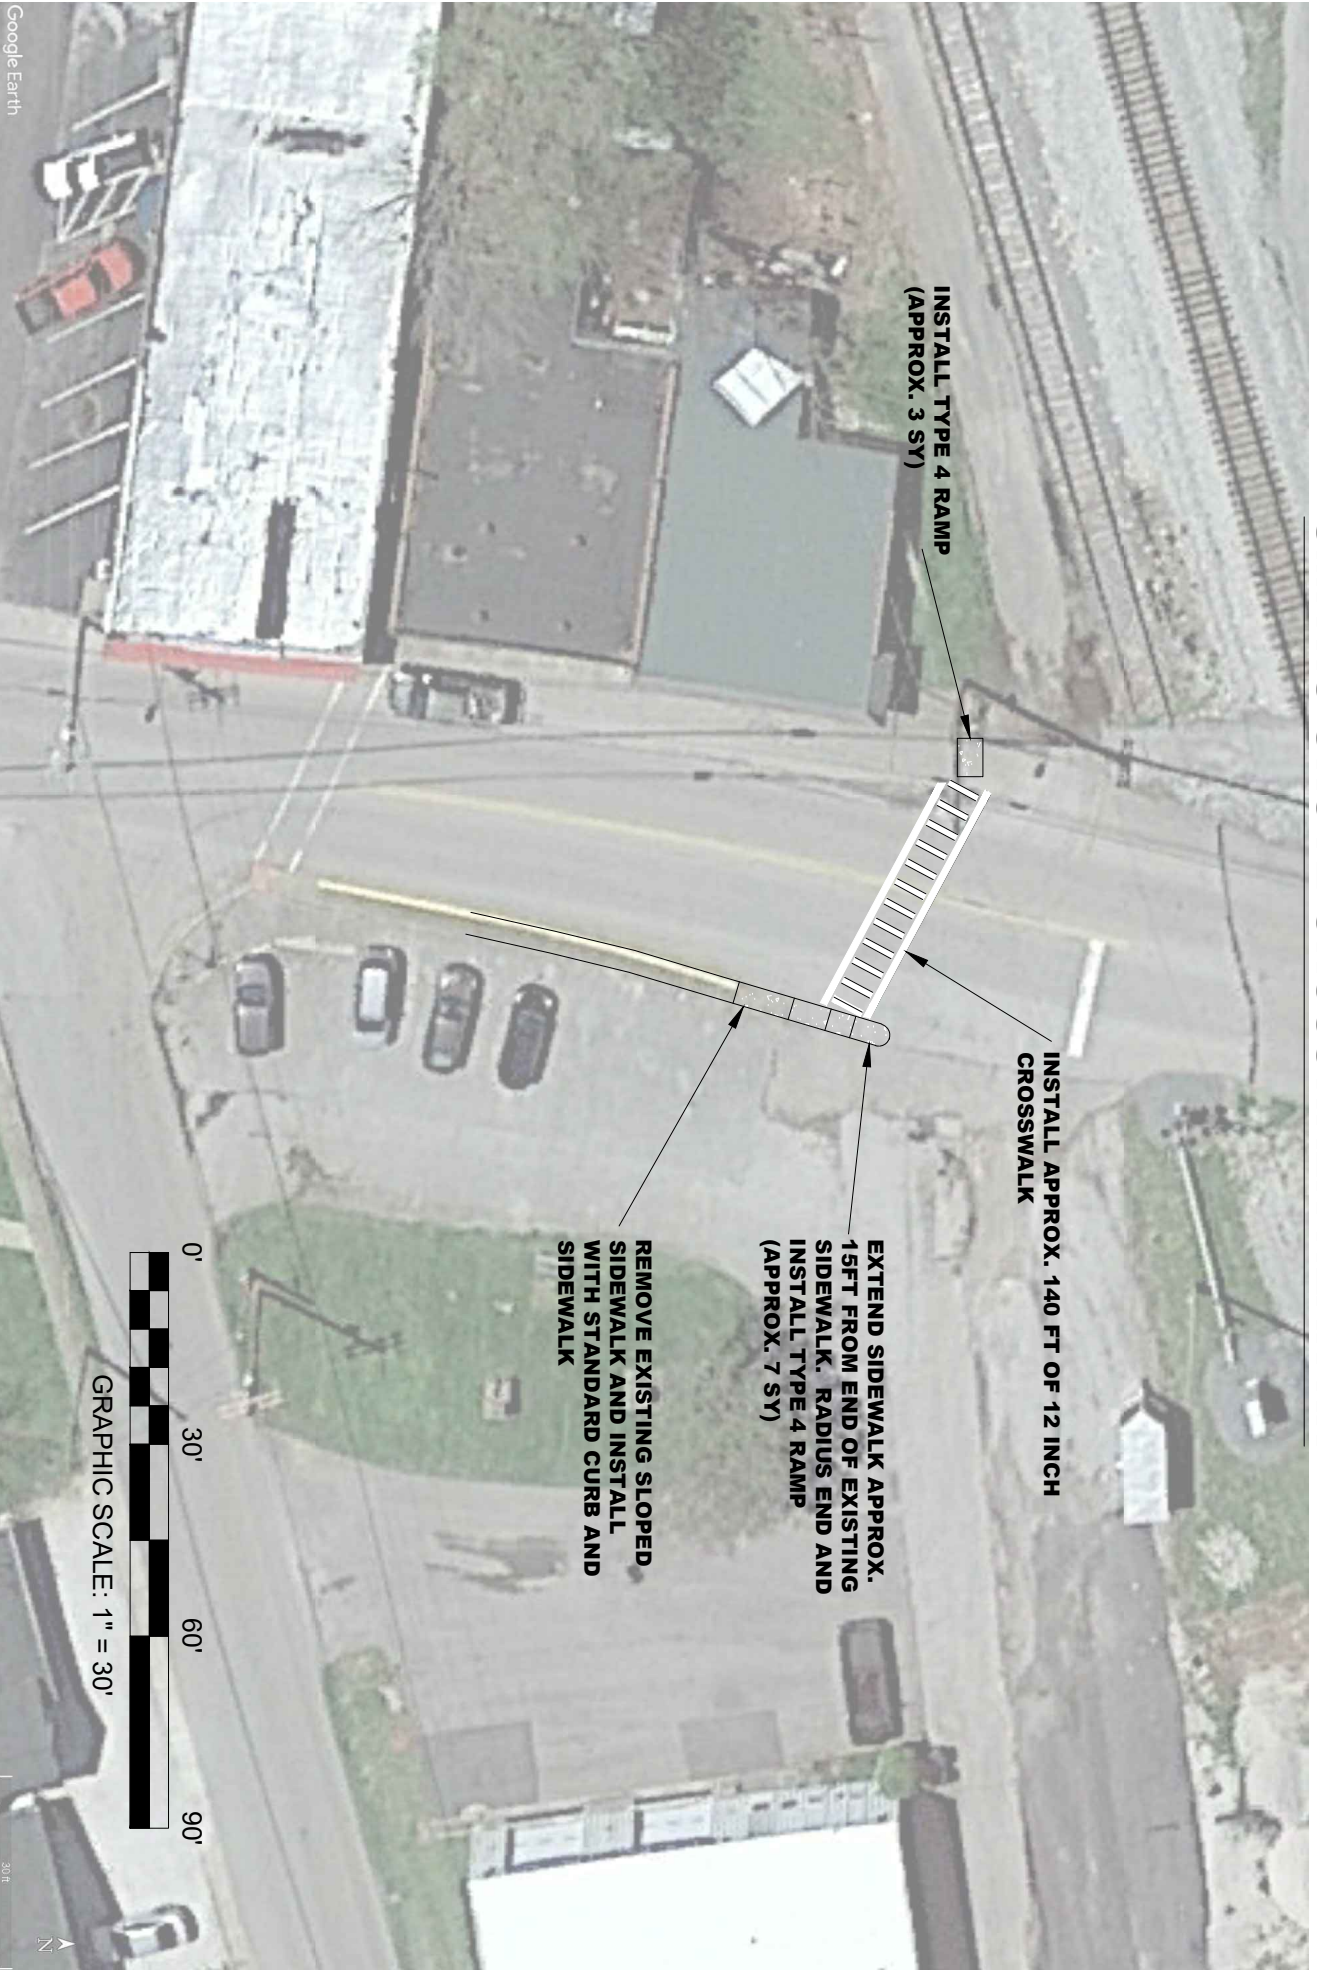 INSTALL TYPE 4 RAMP
(APPROX. 3 SY)
INSTALL APPROX. 140 FT OF 12 INCH
CROSSWALK
EXTEND SIDEWALK APPROX.
15FT FROM END OF EXISTING
SIDEWALK. RADIUS END AND
INSTALL TYPE 4 RAMP
(APPROX. 7 SY)
REMOVE EXISTING SLOPED
SIDEWALK AND INSTALL
WITH STANDARD CURB AND
SIDEWALK
0' 30' 60' 90'
GRAPHIC SCALE: 1" = 30'
Google Earth
30 ft
N